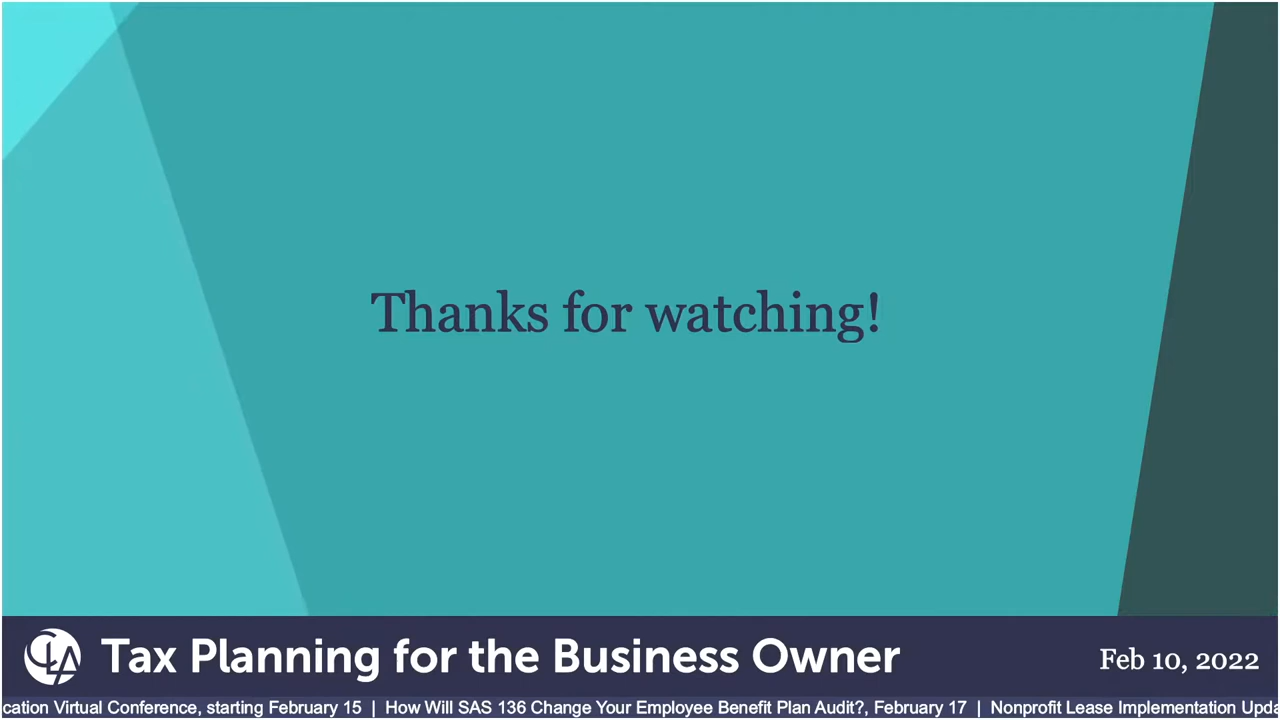 Thanks for watching!
CLA Tax Planning for the Business Owner
Feb 10, 2022
cation Virtual Conference, starting February 15 | How Will SAS 136 Change Your Employee Benefit Plan Audit?, February 17 | Nonprofit Lease Implementation Upda